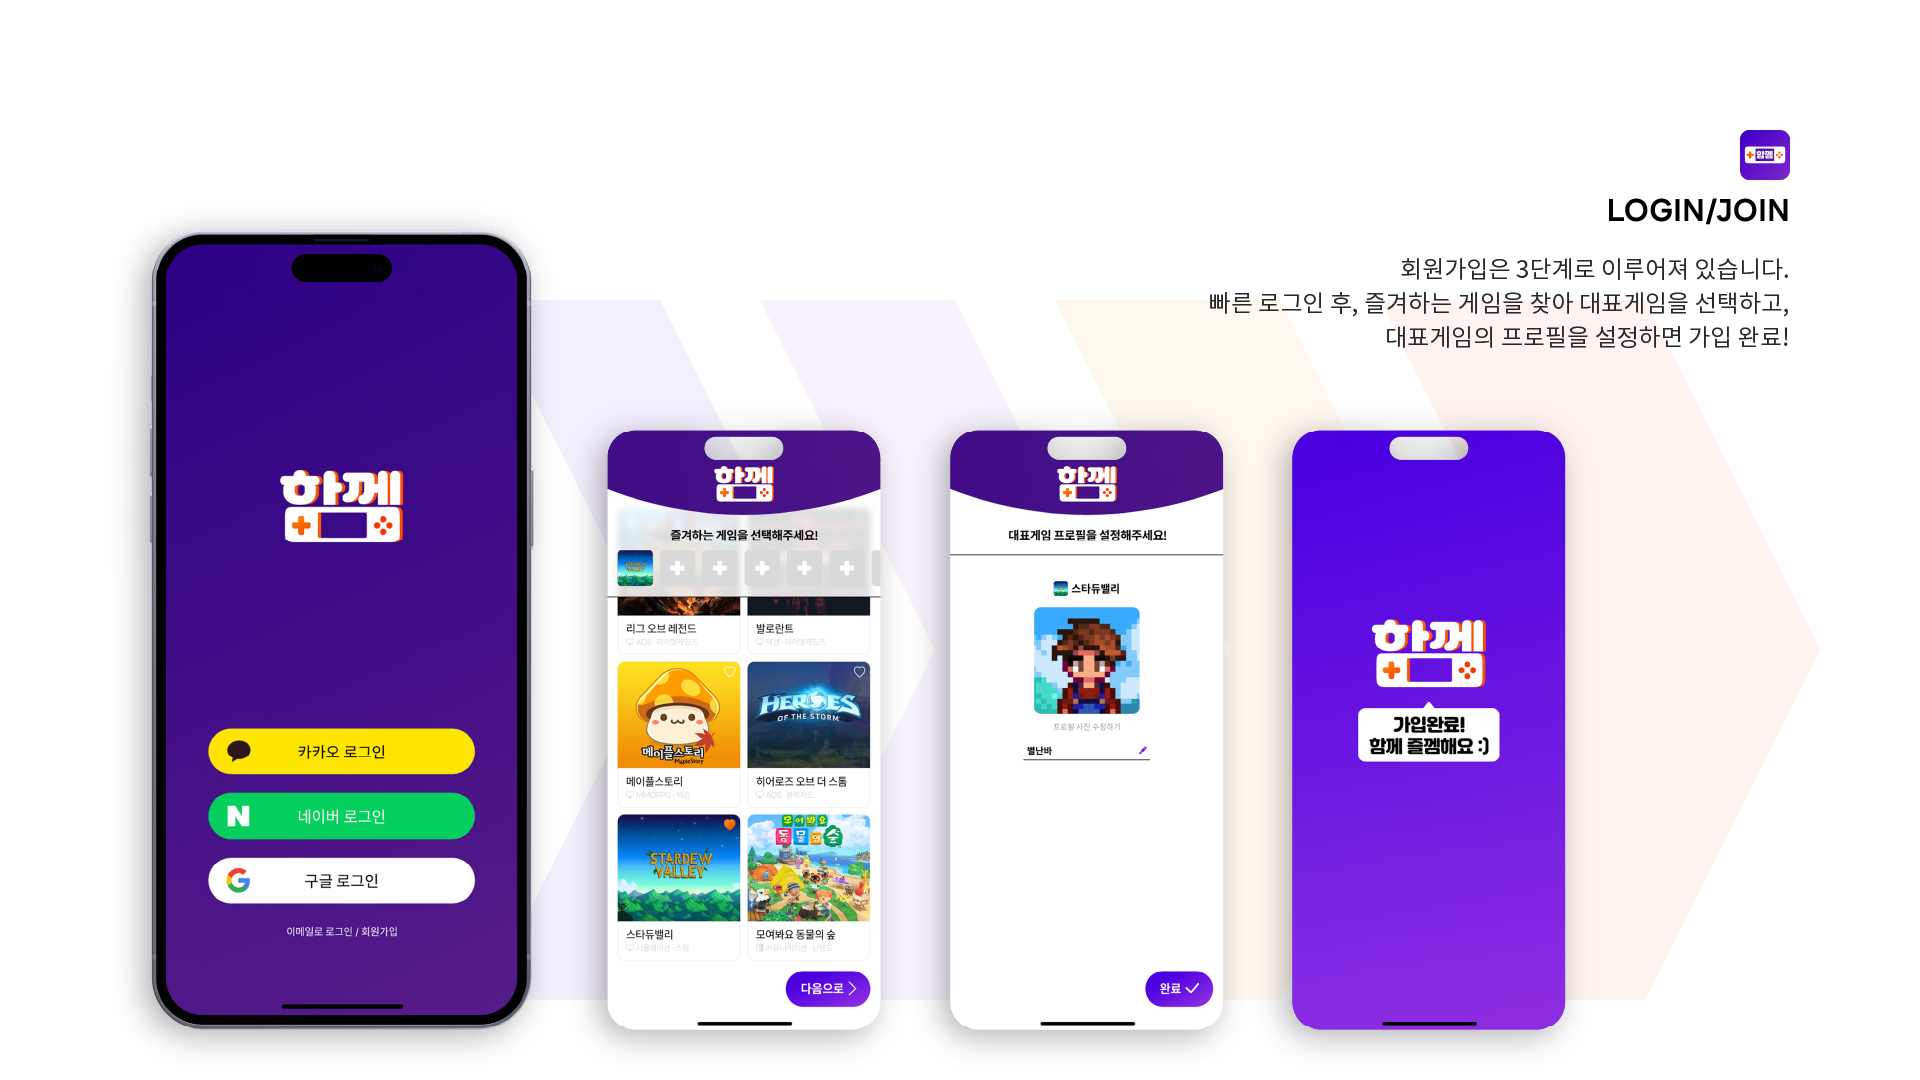 함껨
LOGIN/JOIN
회원가입은 3단계로 이루어져 있습니다.
빠른 로그인 후, 즐겨하는 게임을 찾아 대표게임을 선택하고,
대표게임의 프로필을 설정하면 가입 완료!
함께
카카오 로그인
N
네이버 로그인
G
구글 로그인
이메일로 로그인 / 회원가입
함께
즐겨하는 게임을 선택해주세요!
리그 오브 레전드
AOS · 라이엇게임즈
발로란트
액션 · 라이엇게임즈
메이플스토리
MapleStory
메이플스토리
MMORPG · 넥슨
HEROES
OF THE STORM
히어로즈 오브 더 스톰
AOS · 블리자드
STARDEW
VALLEY
스타듀밸리
시뮬레이션 · 스팀
모여봐요
동물의 숲
모여봐요 동물의 숲
커뮤니케이션 · 닌텐도
다음으로
함께
대표게임 프로필을 설정해주세요!
스타듀밸리
프로필 사진 수정하기
별난바
완료
함께
가입완료!
함께 즐겜해요 :)